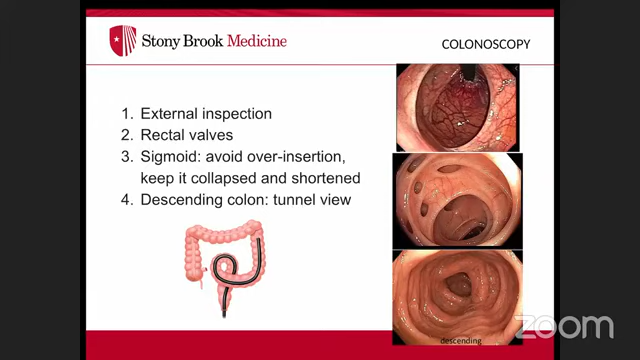 Stony Brook Medicine
COLONOSCOPY
1. External inspection
2. Rectal valves
3. Sigmoid: avoid over-insertion,
keep it collapsed and shortened
4. Descending colon: tunnel view
descending
zoom